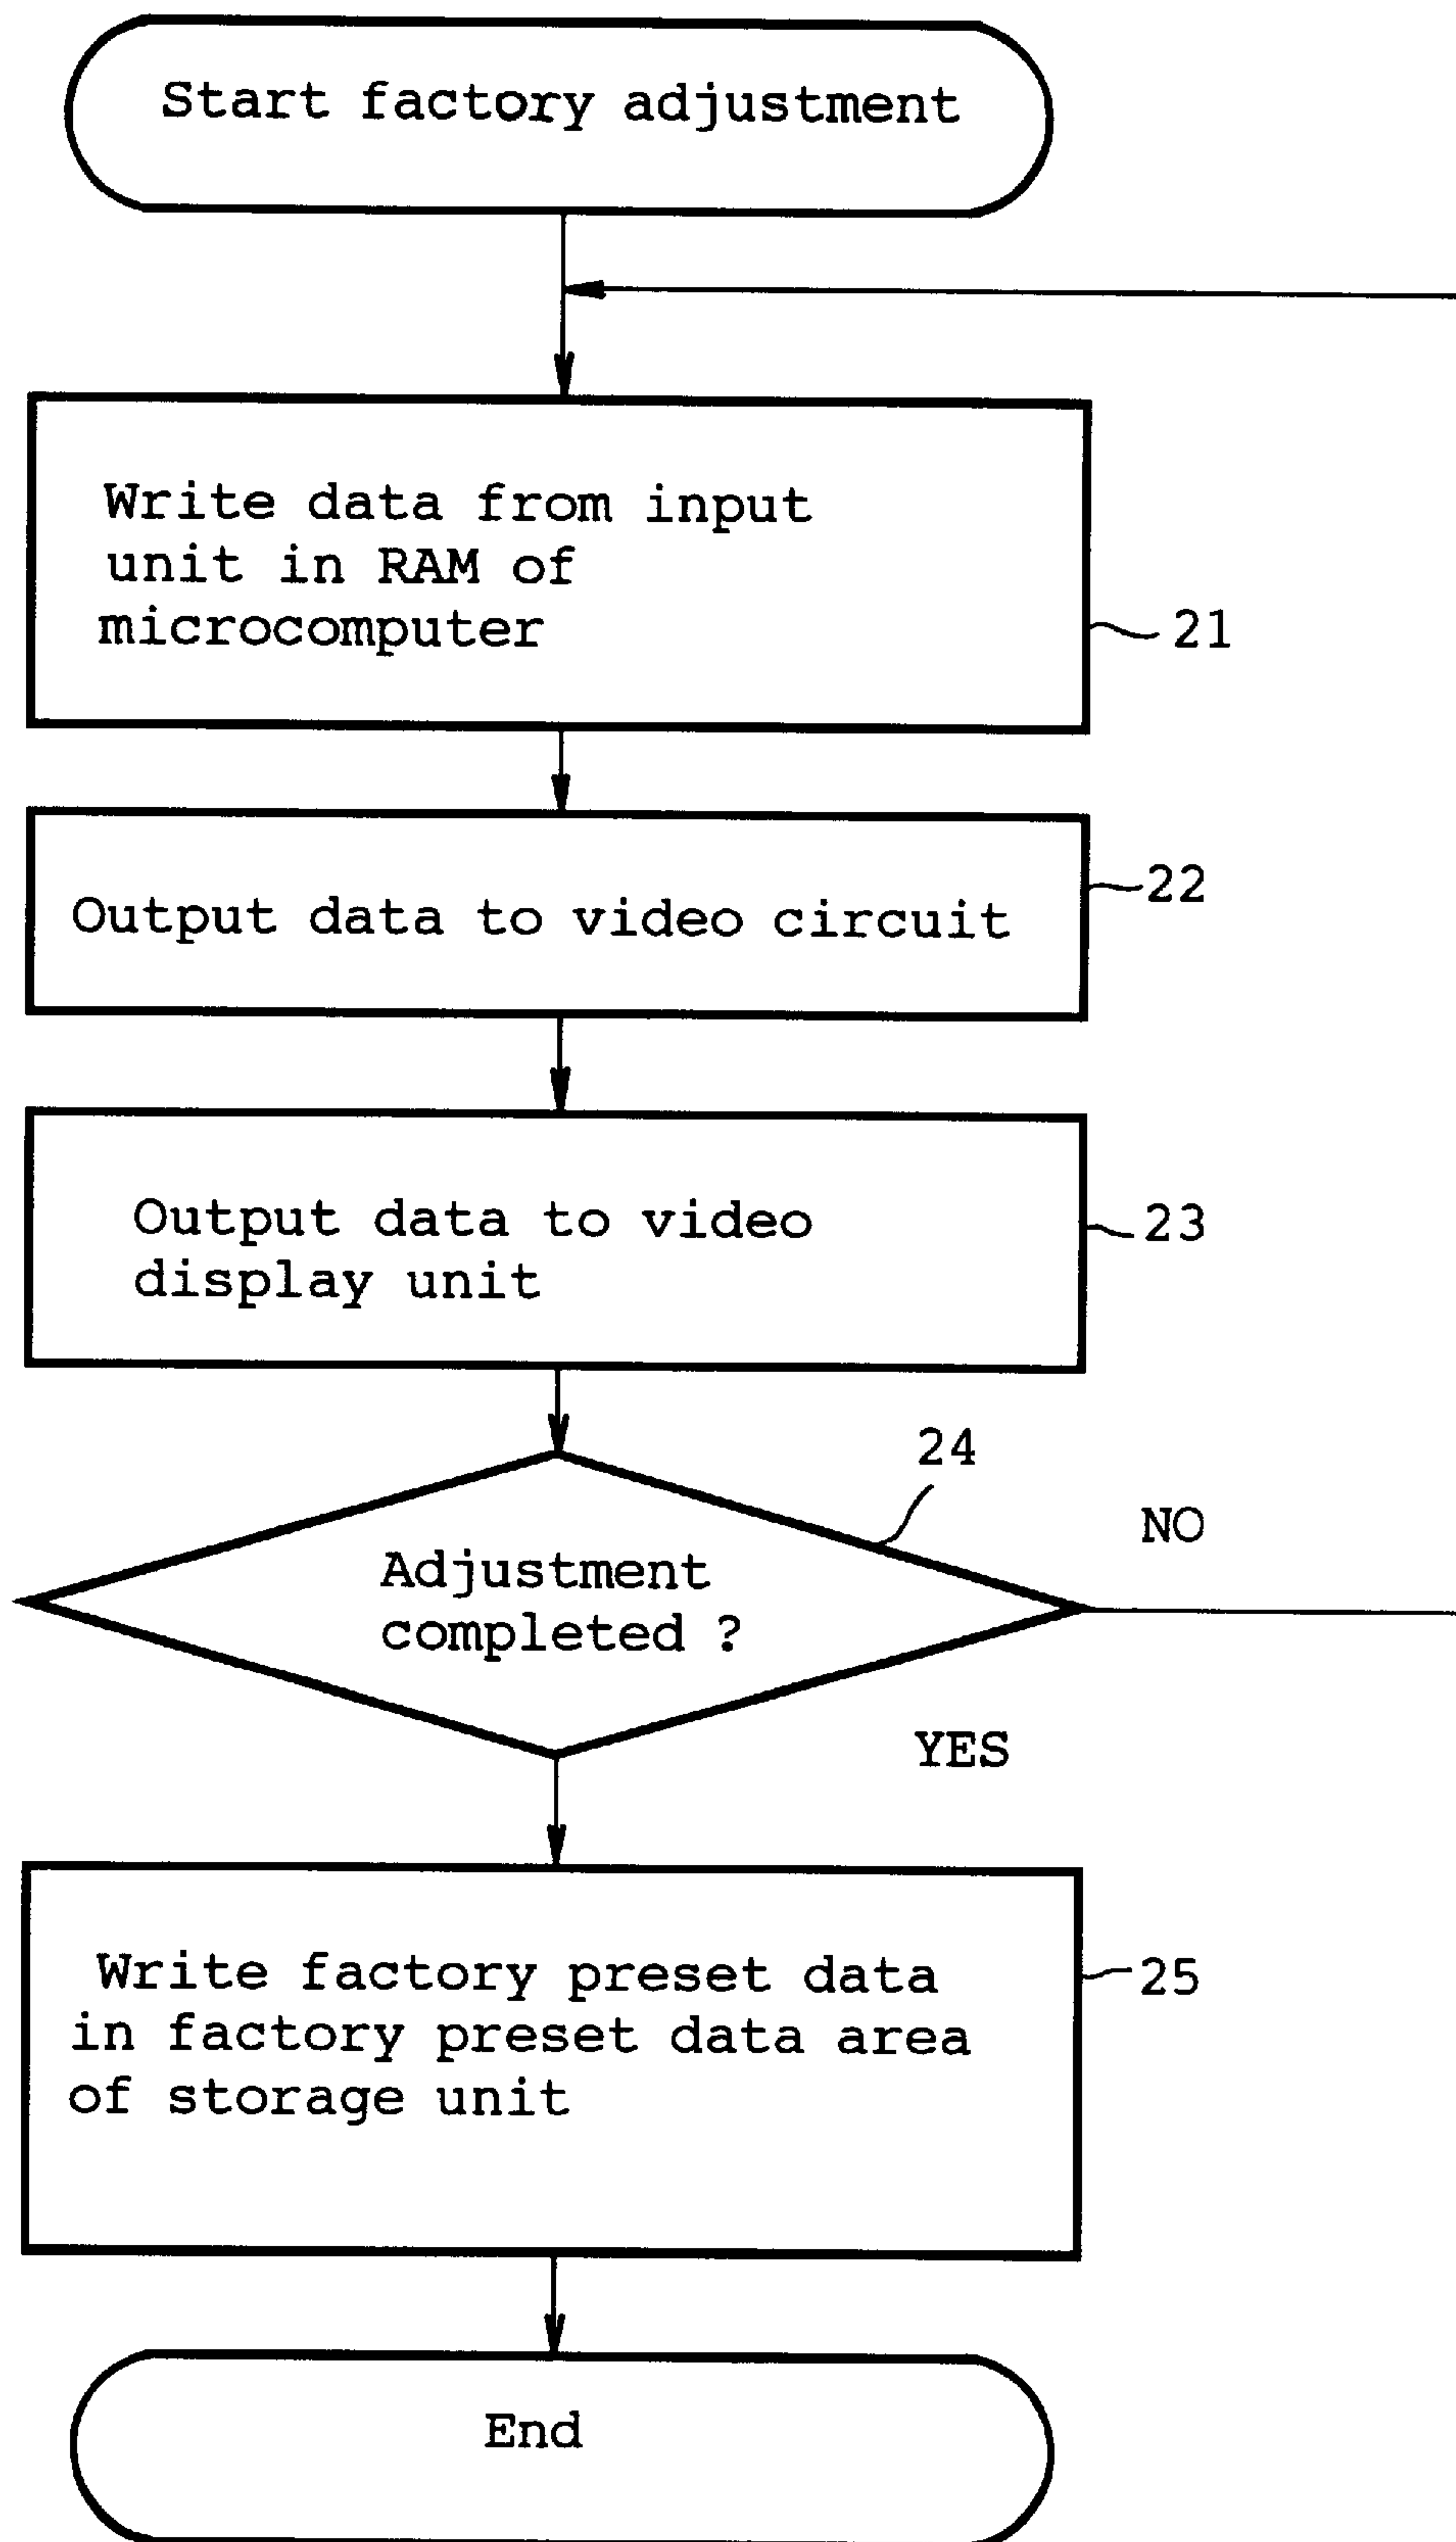 Start factory adjustment
Write data from input
unit in RAM of
microcomputer
21
Output data to video circuit
22
Output data to video
display unit
23
24
NO
Adjustment
completed ?
YES
Write factory preset data
in factory preset data area
of storage unit
25
End